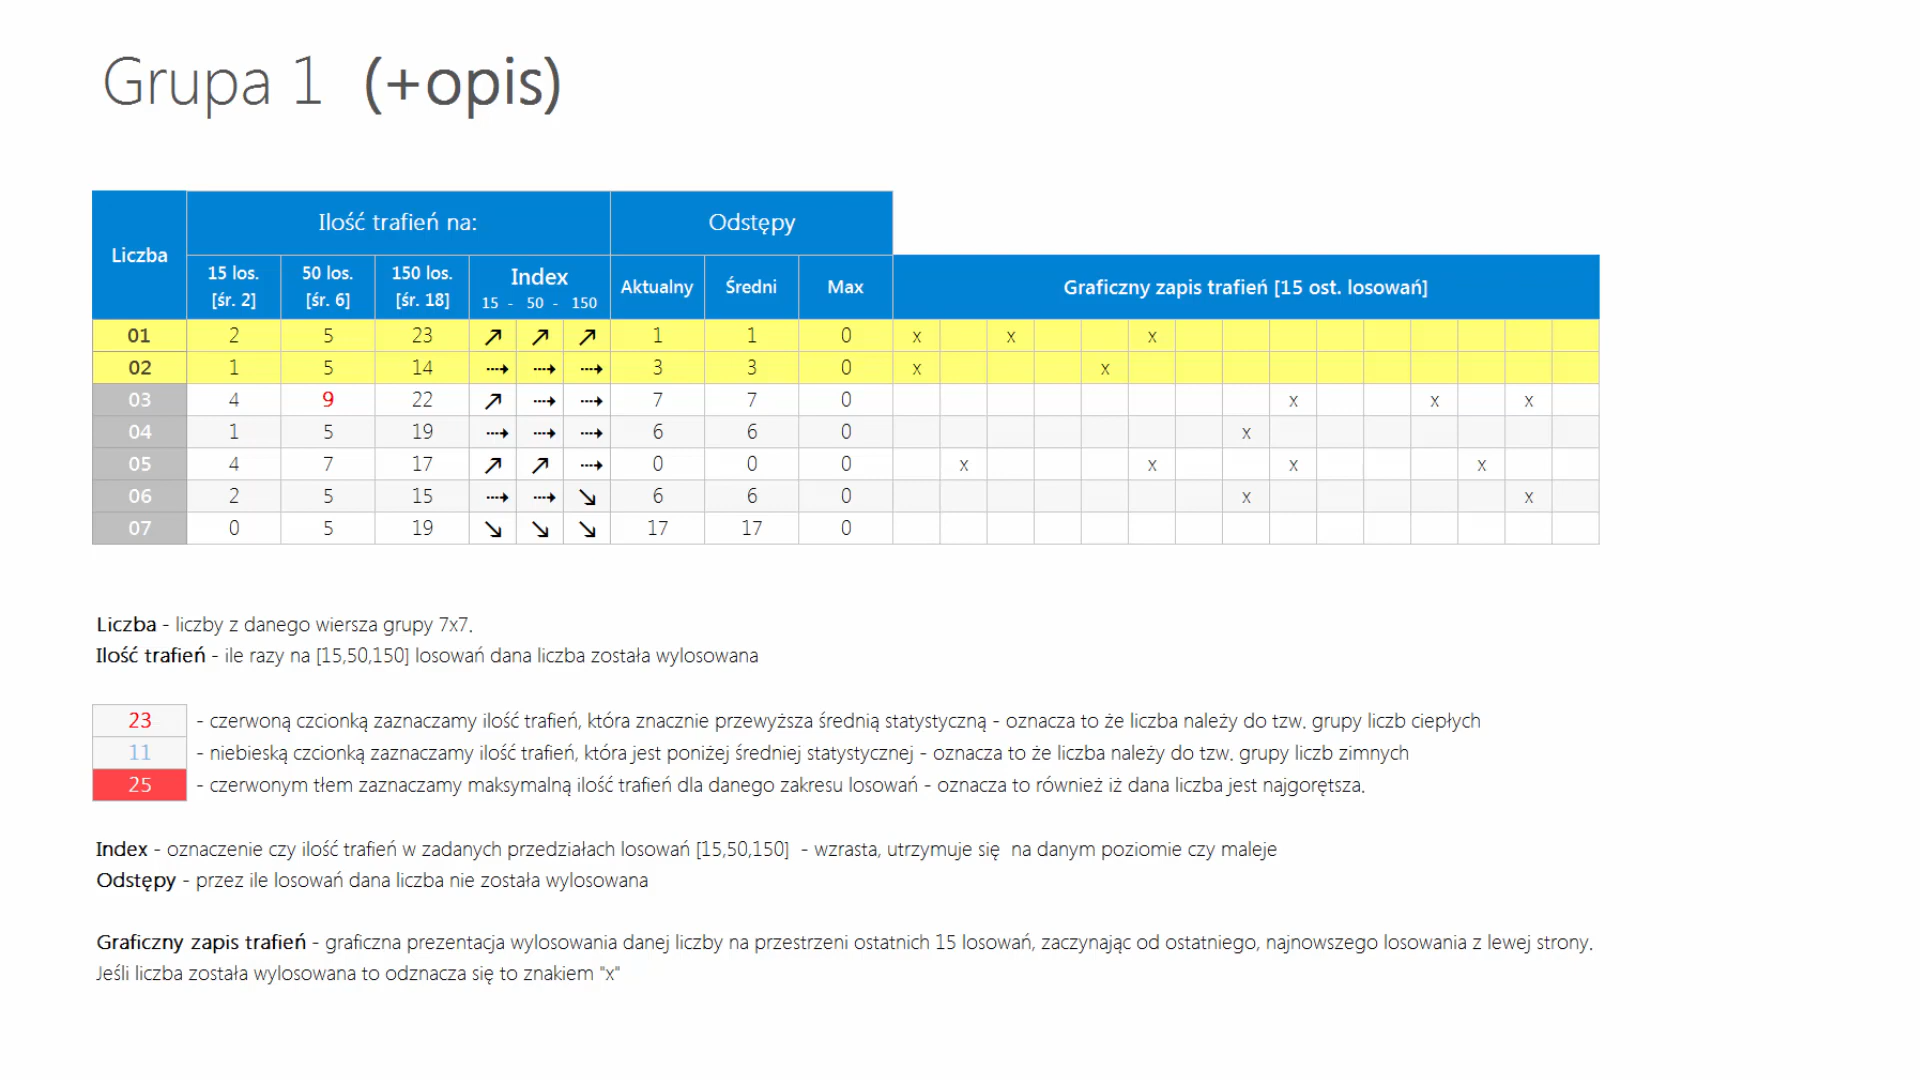 Grupa 1 (+opis)
Liczba
Ilość trafień na:
Odstępy
15 los. [śr. 2]
50 los. [śr. 6]
150 los. [śr. 18]
Index
15 - 50 - 150
Aktualny
Średni
Max
Graficzny zapis trafień [15 ost. losowań]
01 2 5 23 ↗ ↗ ↗ 1 1 0 x x x
02 1 5 14 ⇢ ⇢ ⇢ 3 3 0 x x
03 4 9 22 ↗ ⇢ ⇢ 7 7 0 x x x
04 1 5 19 ⇢ ⇢ ⇢ 6 6 0 x
05 4 7 17 ↗ ↗ ⇢ 0 0 0 x x x x
06 2 5 15 ⇢ ⇢ ↘ 6 6 0 x x
07 0 5 19 ↘ ↘ ↘ 17 17 0
Liczba - liczby z danego wiersza grupy 7x7.
Ilość trafień - ile razy na [15,50,150] losowań dana liczba została wylosowana
23 - czerwoną czcionką zaznaczamy ilość trafień, która znacznie przewyższa średnią statystyczną - oznacza to że liczba należy do tzw. grupy liczb ciepłych
11 - niebieską czcionką zaznaczamy ilość trafień, która jest poniżej średniej statystycznej - oznacza to że liczba należy do tzw. grupy liczb zimnych
25 - czerwonym tłem zaznaczamy maksymalną ilość trafień dla danego zakresu losowań - oznacza to również iż dana liczba jest najgorętsza.
Index - oznaczenie czy ilość trafień w zadanych przedziałach losowań [15,50,150] - wzrasta, utrzymuje się na danym poziomie czy maleje
Odstępy - przez ile losowań dana liczba nie została wylosowana
Graficzny zapis trafień - graficzna prezentacja wylosowania danej liczby na przestrzeni ostatnich 15 losowań, zaczynając od ostatniego, najnowszego losowania z lewej strony.
Jeśli liczba została wylosowana to odznacza się to znakiem "x"